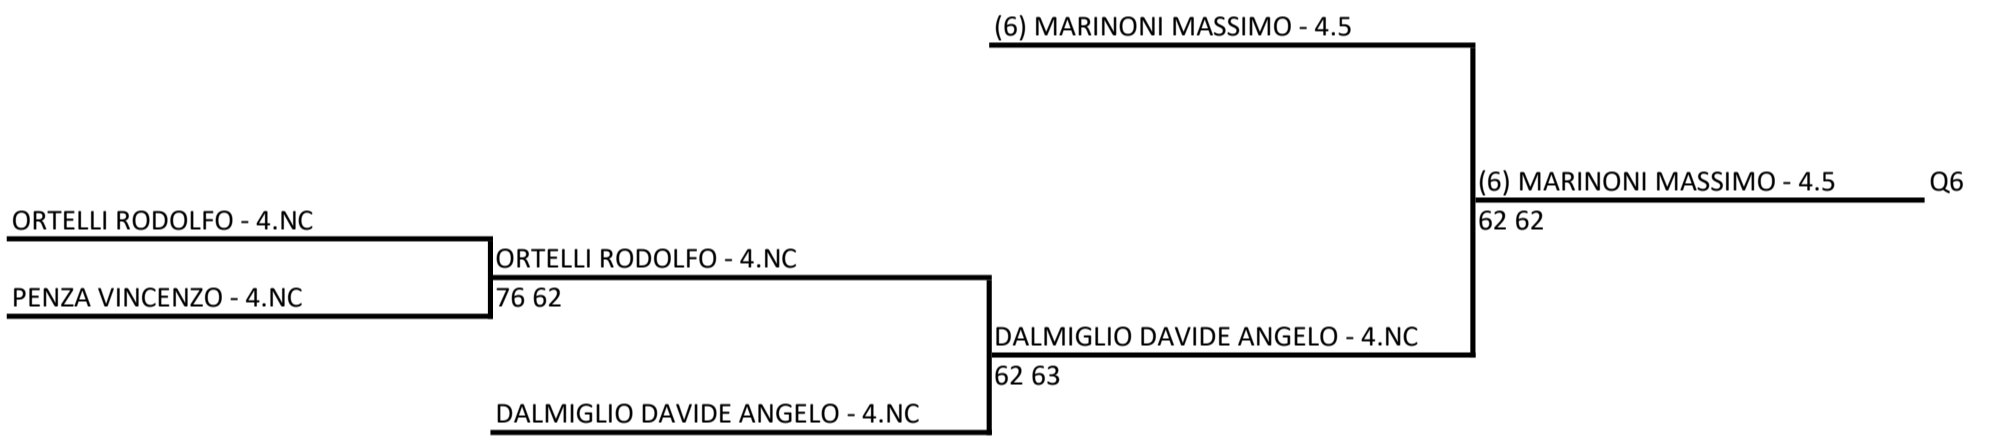 (6) MARINONI MASSIMO - 4.5
(6) MARINONI MASSIMO - 4.5 Q6
62 62
ORTELLI RODOLFO - 4.NC
ORTELLI RODOLFO - 4.NC
PENZA VINCENZO - 4.NC
76 62
DALMIGLIO DAVIDE ANGELO - 4.NC
62 63
DALMIGLIO DAVIDE ANGELO - 4.NC